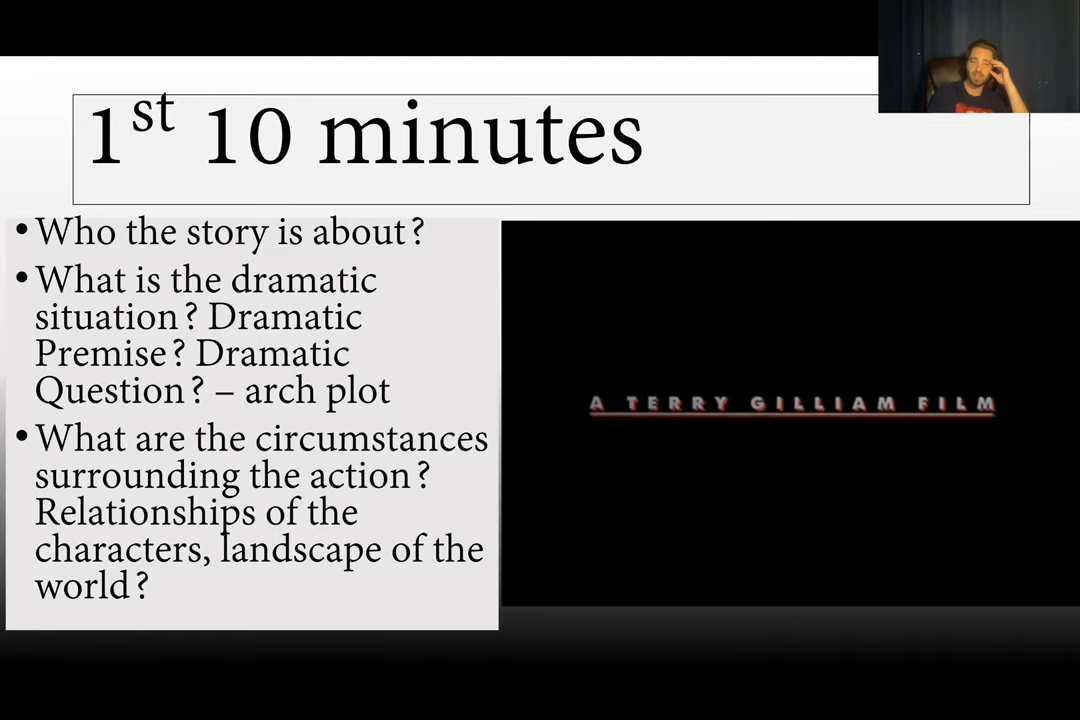 1st 10 minutes
• Who the story is about?
• What is the dramatic
situation? Dramatic
Premise? Dramatic
Question? – arch plot
• What are the circumstances
surrounding the action?
Relationships of the
characters, landscape of the
world?
A TERRY GILLIAM FILM